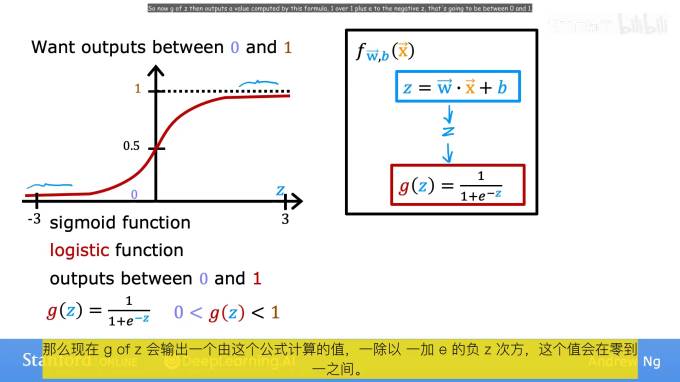 So now g of z then outputs a value computed by this formula, 1 over 1 plus e to the negative z. that's going to be between 0 and 1.
bilibili
Want outputs between 0 and 1
1
0.5
0
z
-3
3
sigmoid function
logistic function
outputs between 0 and 1
g(z) = 1/(1+e^{-z}) 0 < g(z) < 1
f_{w⃗,b}(x⃗)
z = w⃗ · x⃗ + b
z
g(z) = 1/(1+e^{-z})
那么现在 g of z 会输出一个由这个公式计算的值，一除以 一加 e 的负 z 次方，这个值会在零到
一之间。
Stanford ONLINE DeepLearning.AI Andrew Ng